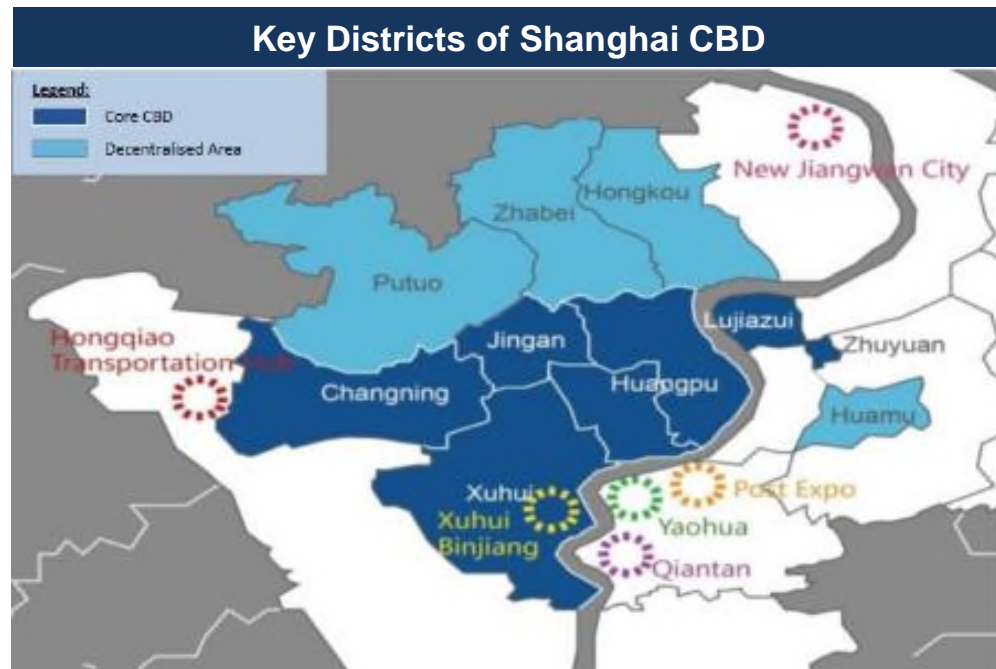 Key Districts of Shanghai CBD
Legend:
Core CBD
Decentralised Area
New Jiangwan City
Hongkou
Zhabei
Putuo
Lujiazui
Jingan
Zhuyuan
Hongqiao
Transportation Hub
Changning
Huangpu
Huamu
Xuhui
Post Expo
Xuhui
Binjiang
Yaohua
Qiantan